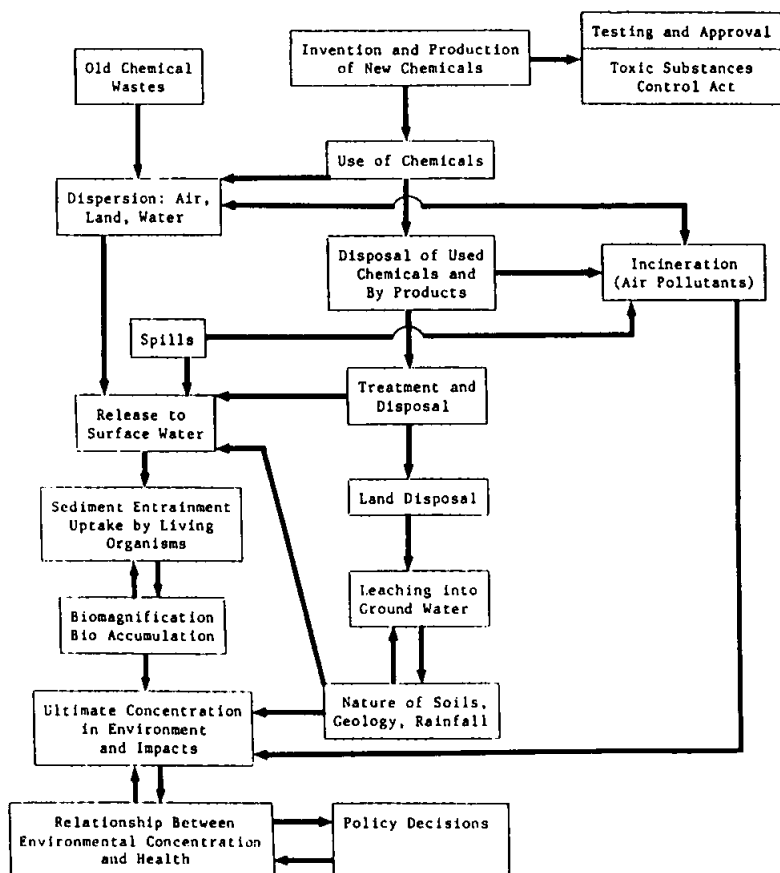 Testing and Approval
Invention and Production
of New Chemicals
Toxic Substances
Control Act
Old Chemical
Wastes
Use of Chemicals
Dispersion: Air,
Land, Water
Disposal of Used
Chemicals and
By Products
Incineration
(Air Pollutants)
Spills
Treatment and
Disposal
Release to
Surface Water
Land Disposal
Sediment Entrainment
Uptake by Living
Organisms
Leaching into
Ground Water
Biomagnification
Bio Accumulation
Nature of Soils,
Geology, Rainfall
Ultimate Concentration
in Environment
and Impacts
Relationship Between
Environmental Concentration
and Health
Policy Decisions